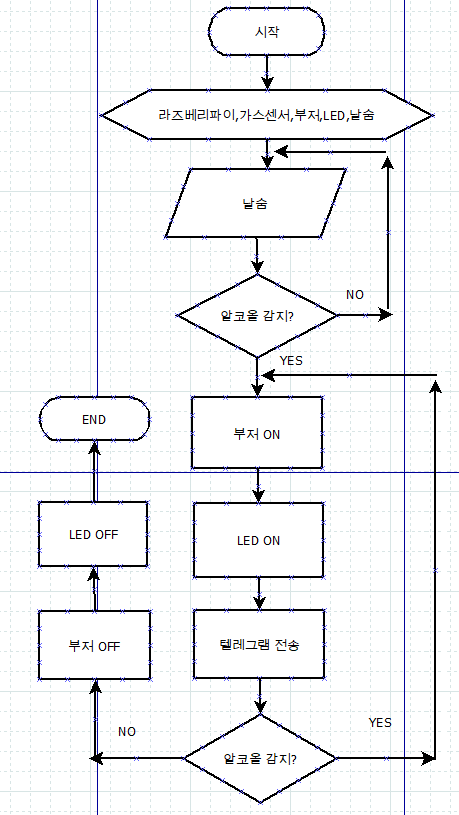 시작
라즈베리파이,가스센서,부저,LED,날숨
날숨
알코올 감지?
NO
YES
부저 ON
LED ON
텔레그램 전송
알코올 감지?
YES
NO
부저 OFF
LED OFF
END